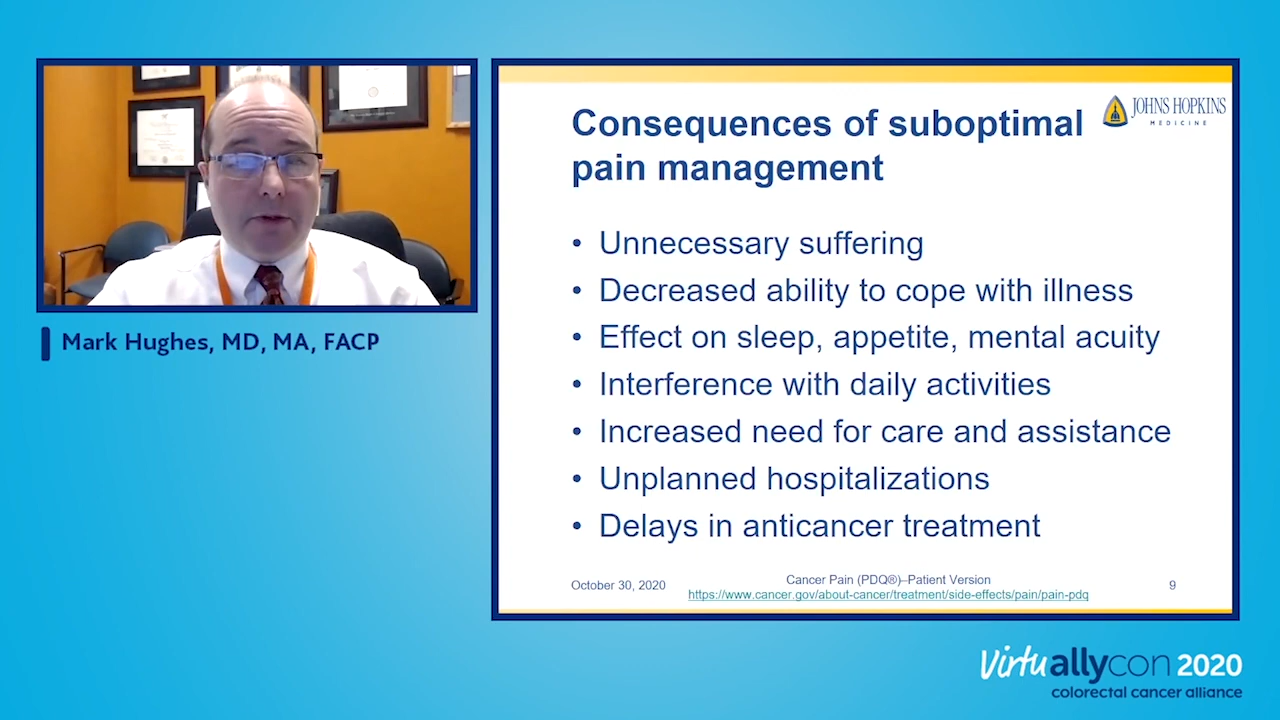 Mark Hughes, MD, MA, FACP
Consequences of suboptimal
pain management
JOHNS HOPKINS
MEDICINE
• Unnecessary suffering
• Decreased ability to cope with illness
• Effect on sleep, appetite, mental acuity
• Interference with daily activities
• Increased need for care and assistance
• Unplanned hospitalizations
• Delays in anticancer treatment
October 30, 2020
Cancer Pain (PDQ®)–Patient Version
https://www.cancer.gov/about-cancer/treatment/side-effects/pain/pain-pdq
9
Virtuallycon 2020
colorectal cancer alliance